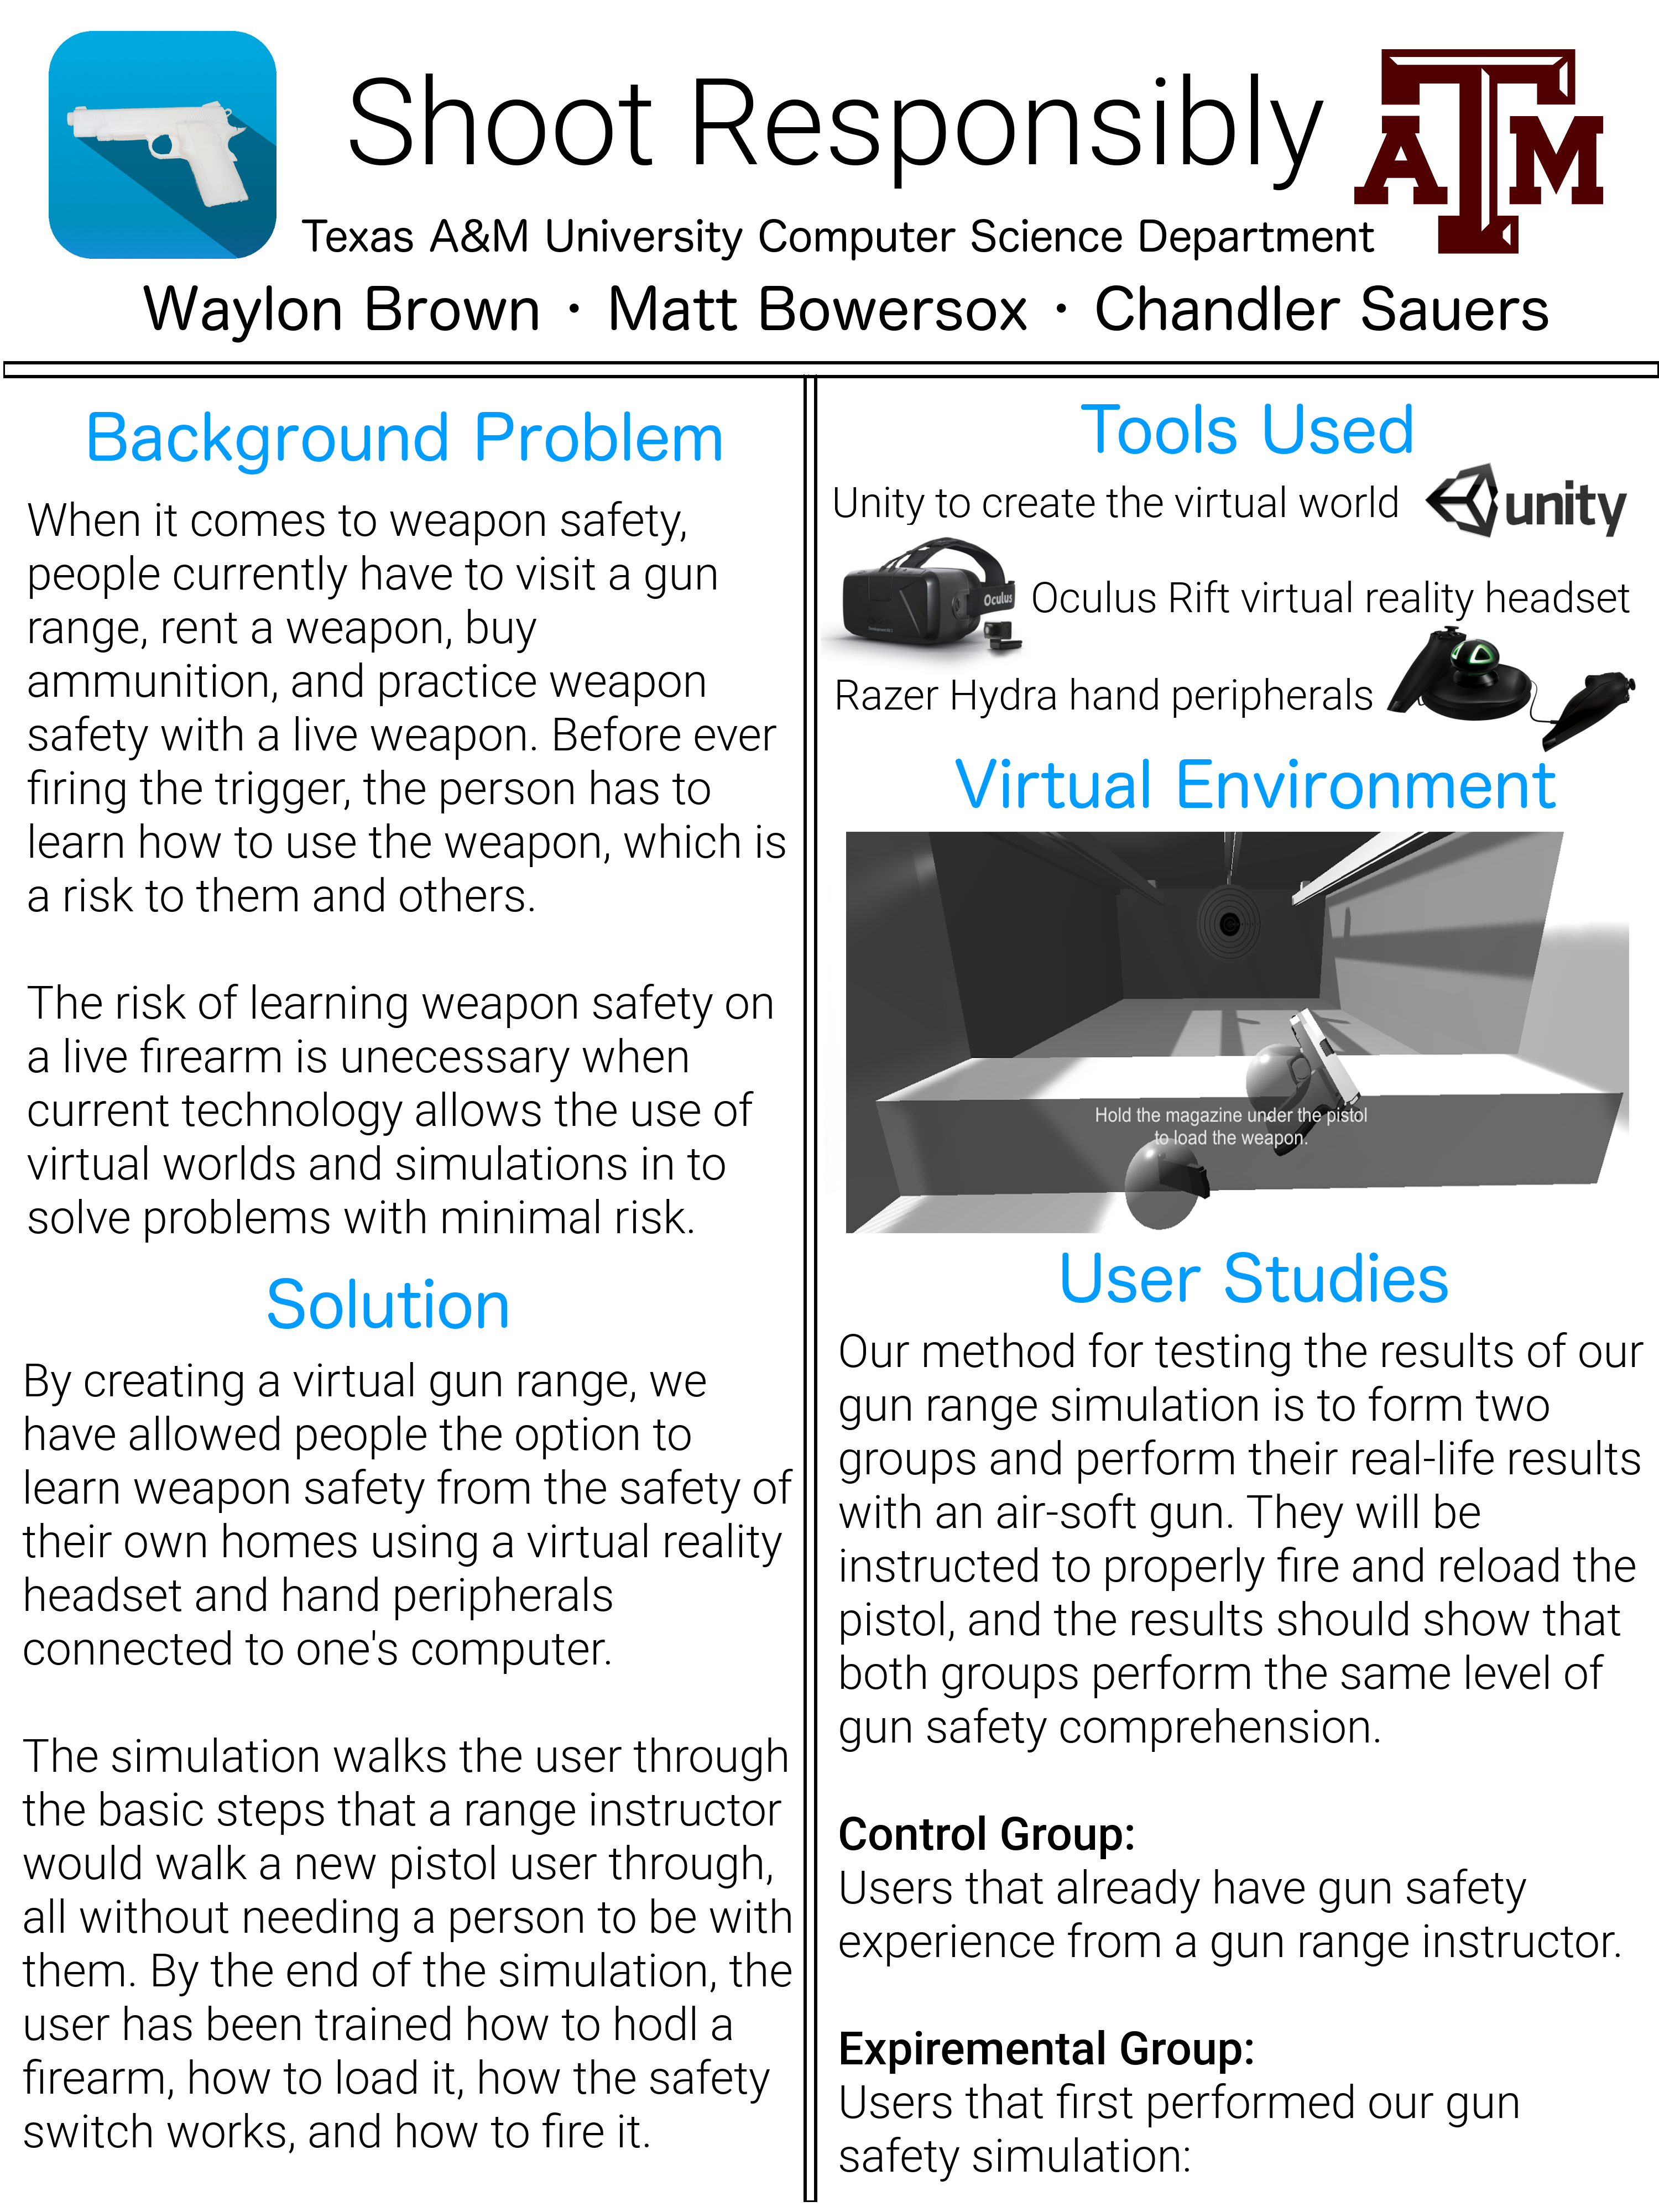 Shoot Responsibly
ATM
Texas A&M University Computer Science Department
Waylon Brown • Matt Bowersox • Chandler Sauers
Background Problem
When it comes to weapon safety,
people currently have to visit a gun
range, rent a weapon, buy
ammunition, and practice weapon
safety with a live weapon. Before ever
firing the trigger, the person has to
learn how to use the weapon, which is
a risk to them and others.
The risk of learning weapon safety on
a live firearm is unecessary when
current technology allows the use of
virtual worlds and simulations in to
solve problems with minimal risk.
Solution
By creating a virtual gun range, we
have allowed people the option to
learn weapon safety from the safety of
their own homes using a virtual reality
headset and hand peripherals
connected to one's computer.
The simulation walks the user through
the basic steps that a range instructor
would walk a new pistol user through,
all without needing a person to be with
them. By the end of the simulation, the
user has been trained how to hodl a
firearm, how to load it, how the safety
switch works, and how to fire it.
Tools Used
Unity to create the virtual world
unity
Oculus
Oculus Rift virtual reality headset
Razer Hydra hand peripherals
Virtual Environment
Hold the magazine under the pistol
to load the weapon.
User Studies
Our method for testing the results of our
gun range simulation is to form two
groups and perform their real-life results
with an air-soft gun. They will be
instructed to properly fire and reload the
pistol, and the results should show that
both groups perform the same level of
gun safety comprehension.
Control Group:
Users that already have gun safety
experience from a gun range instructor.
Expiremental Group:
Users that first performed our gun
safety simulation: